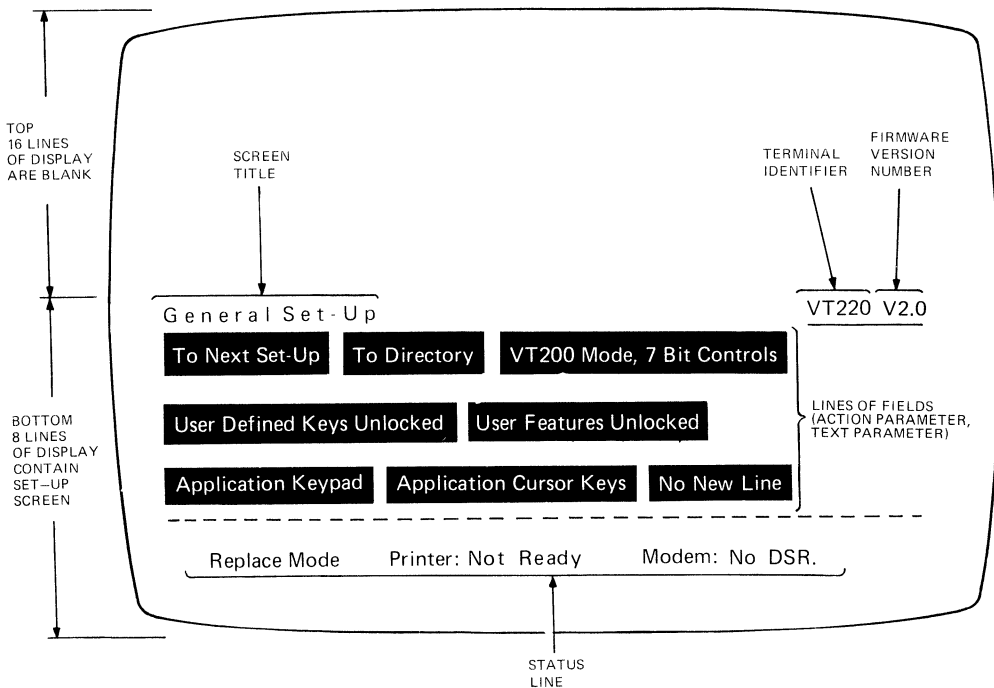 TOP
16 LINES
OF DISPLAY
ARE BLANK
SCREEN
TITLE
TERMINAL
IDENTIFIER
FIRMWARE
VERSION
NUMBER
General Set-Up
VT220 V2.0
To Next Set-Up To Directory VT200 Mode, 7 Bit Controls
User Defined Keys Unlocked User Features Unlocked
Application Keypad Application Cursor Keys No New Line
LINES OF FIELDS
(ACTION PARAMETER,
TEXT PARAMETER)
BOTTOM
8 LINES
OF DISPLAY
CONTAIN
SET–UP
SCREEN
Replace Mode Printer: Not Ready Modem: No DSR.
STATUS
LINE